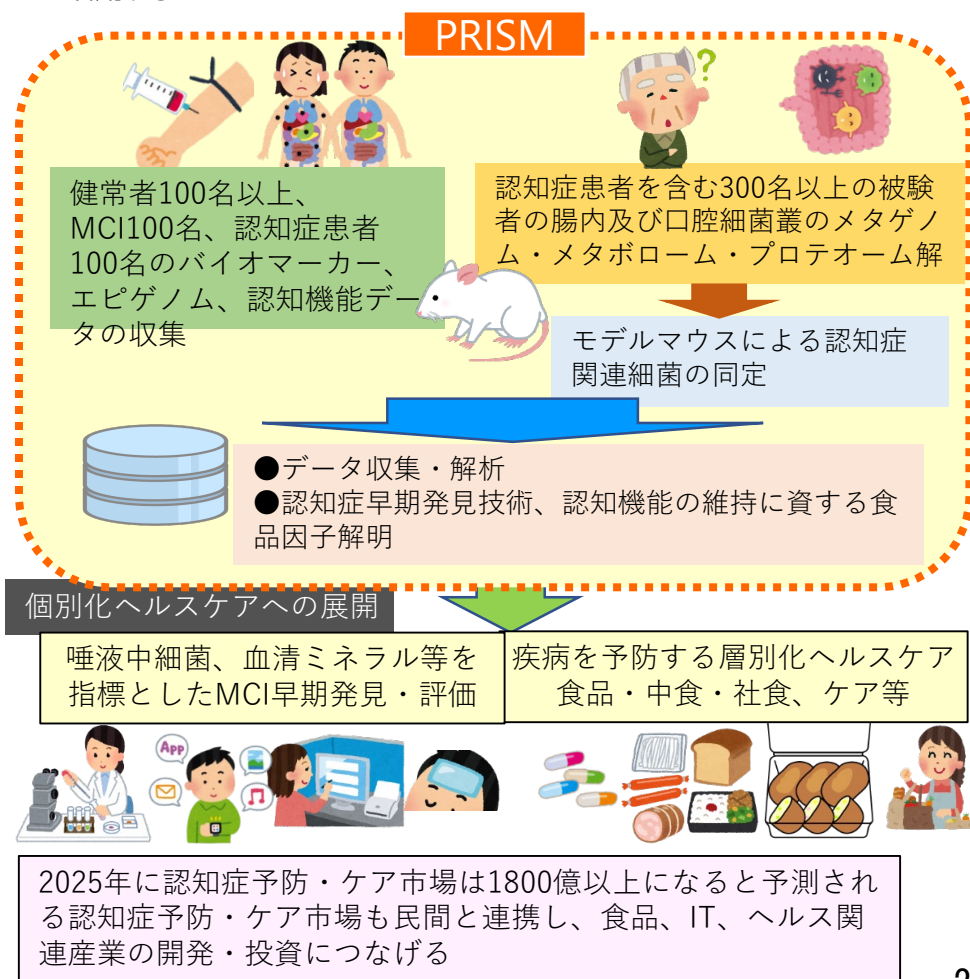 PRISM
健常者100名以上、
MCI100名、認知症患者
100名のバイオマーカー、
エピゲノム、認知機能デー
タの収集
認知症患者を含む300名以上の被験
者の腸内及び口腔細菌叢のメタゲノ
ム・メタボローム・プロテオーム解
モデルマウスによる認知症
関連細菌の同定
●データ収集・解析
●認知症早期発見技術、認知機能の維持に資する食
品因子解明
個別化ヘルスケアへの展開
唾液中細菌、血清ミネラル等を
指標としたMCI早期発見・評価
疾病を予防する層別化ヘルスケア
食品・中食・社食、ケア等
App
2025年に認知症予防・ケア市場は1800億以上になると予測され
る認知症予防・ケア市場も民間と連携し、食品、IT、ヘルス関
連産業の開発・投資につなげる